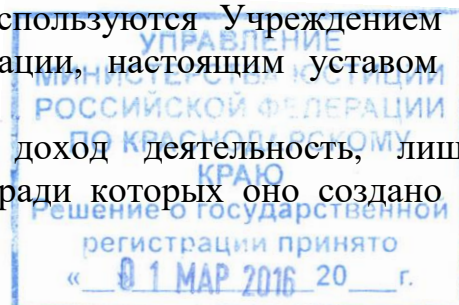 спользуются Учреждением
УПРАВЛЕНИЕ
ации, настоящим уставом
МИНИСТЕРСТВА ЮСТИЦИИ
РОССИЙСКОЙ ФЕДЕРАЦИИ
ПО КРАСНОДАРСКОМУ
доход деятельность, лиш
КРАЮ
ради которых оно создано
Решение о государственной
регистрации принято
« 01 МАР 2016 20 г.